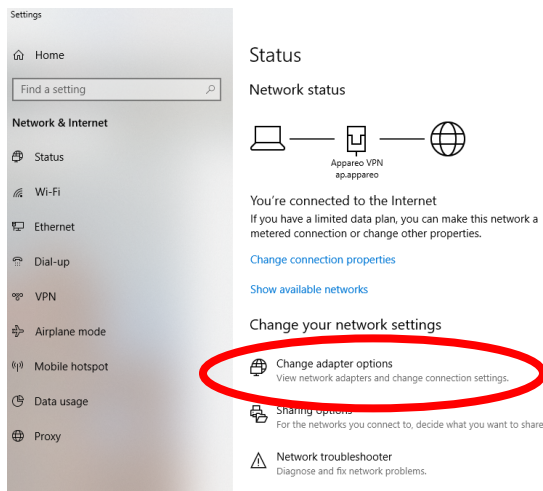 Settings
Home
Find a setting
Network & Internet
Status
Wi-Fi
Ethernet
Dial-up
VPN
Airplane mode
Mobile hotspot
Data usage
Proxy
Status
Network status
Appareo VPN
ap.appareo
You're connected to the Internet
If you have a limited data plan, you can make this network a
metered connection or change other properties.
Change connection properties
Show available networks
Change your network settings
Change adapter options
View network adapters and change connection settings.
Sharing options
For the networks you connect to, decide what you want to share
Network troubleshooter
Diagnose and fix network problems.